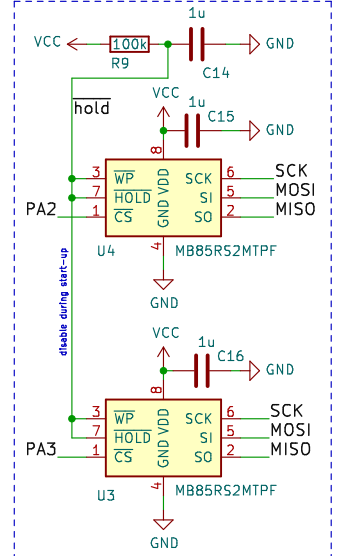 1u
VCC 100k GND
R9 C14
hold
VCC 1u C15
GND
8
3 WP VDD SCK 6 SCK
7 HOLD SI 5 MOSI
PA2 1 CS GND SO 2 MISO
U4 4 MB85RS2MTPF
GND
disable during start-up
VCC 1u C16
GND
8
3 WP VDD SCK 6 SCK
7 HOLD SI 5 MOSI
PA3 1 CS GND SO 2 MISO
U3 4 MB85RS2MTPF
GND